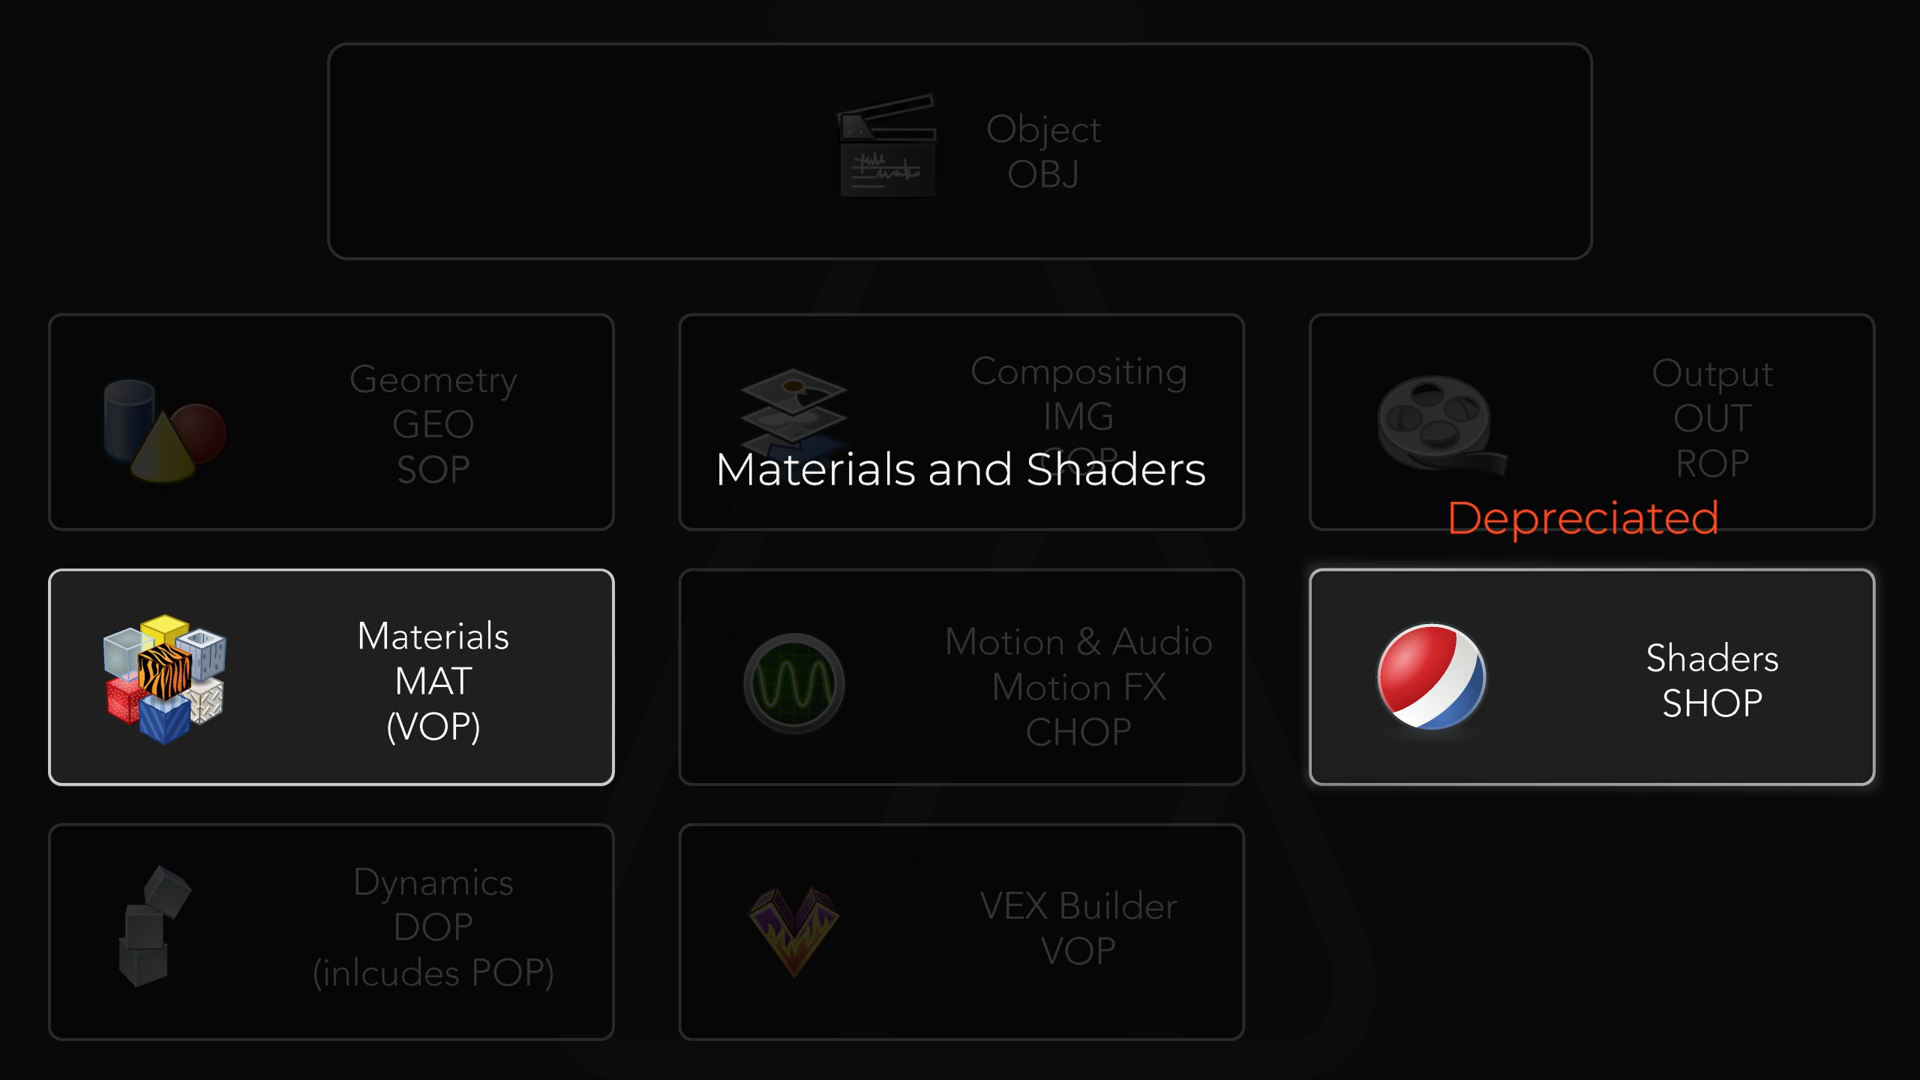 Object
OBJ
Geometry
GEO
SOP
Compositing
IMG
COP
Output
OUT
ROP
Materials and Shaders
Depreciated
Materials
MAT
(VOP)
Motion & Audio
Motion FX
CHOP
Shaders
SHOP
Dynamics
DOP
(inlcudes POP)
VEX Builder
VOP